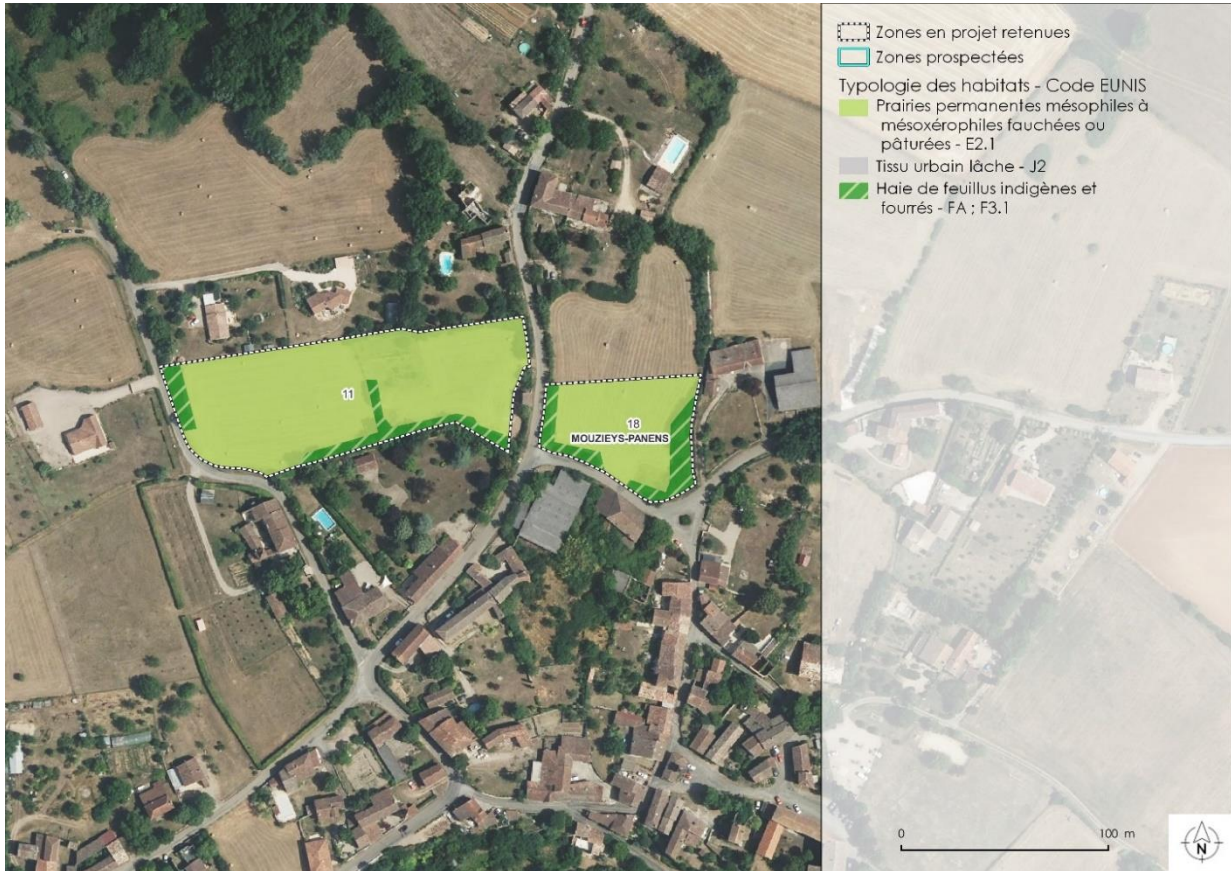 Zones en projet retenues
Zones prospectées
Typologie des habitats - Code EUNIS
Prairies permanentes mésophiles à
mésoxérophiles fauchées ou
pâturées - E2.1
Tissu urbain lâche - J2
Haie de feuillus indigènes et
fourrés - FA ; F3.1
11
18
MOUZIEYS-PANENS
0 100 m
N